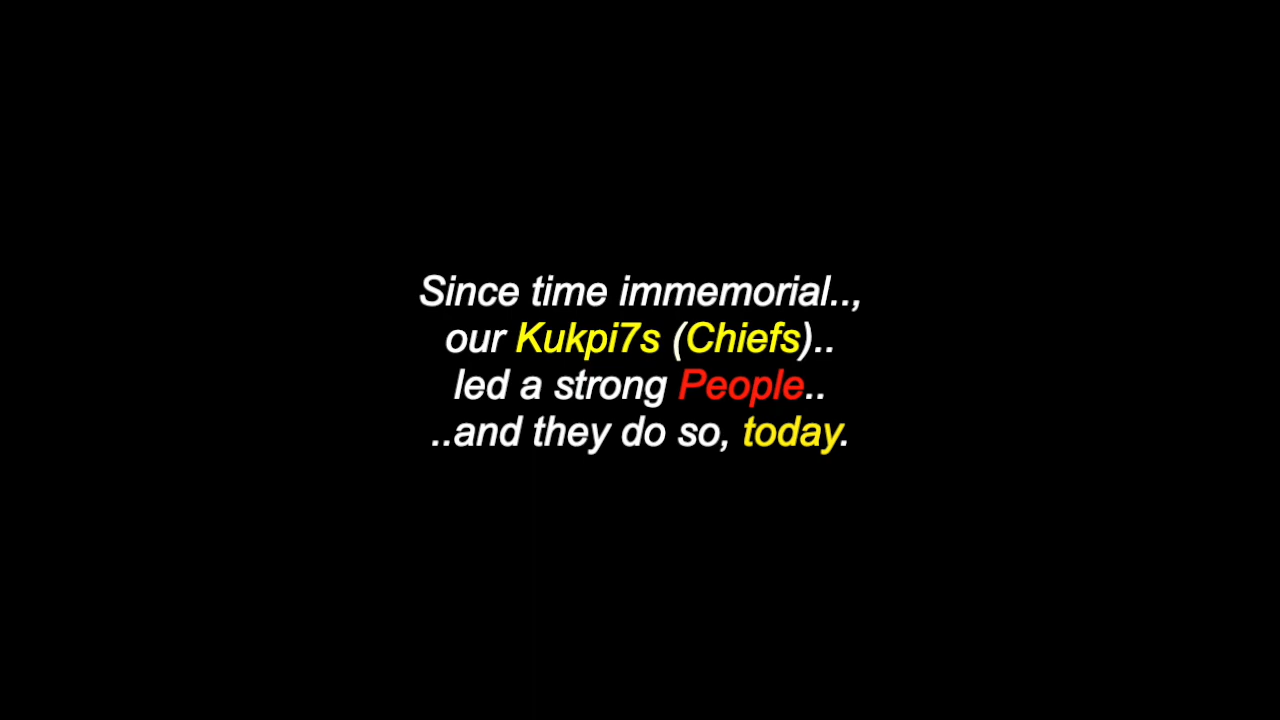 Since time immemorial..,
our Kukpi7s (Chiefs)..
led a strong People..
..and they do so, today.